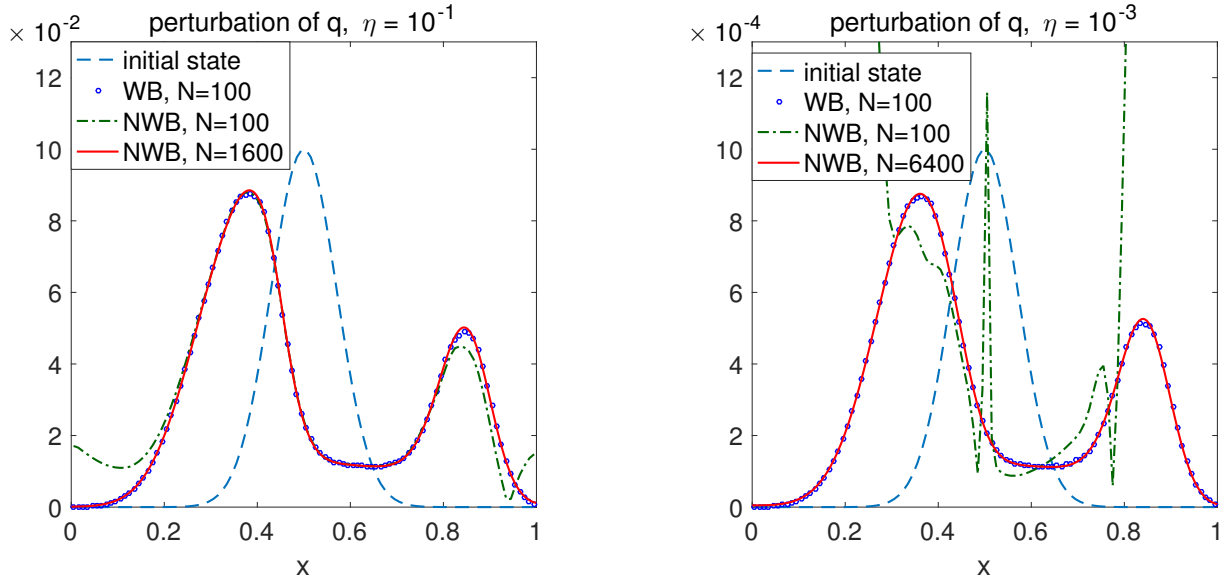 perturbation of q, η = 10^-1
× 10^-2
initial state
WB, N=100
NWB, N=100
NWB, N=1600
12
10
8
6
4
2
0
0 0.2 0.4 0.6 0.8 1
x
perturbation of q, η = 10^-3
× 10^-4
initial state
WB, N=100
NWB, N=100
NWB, N=6400
12
10
8
6
4
2
0
0 0.2 0.4 0.6 0.8 1
x